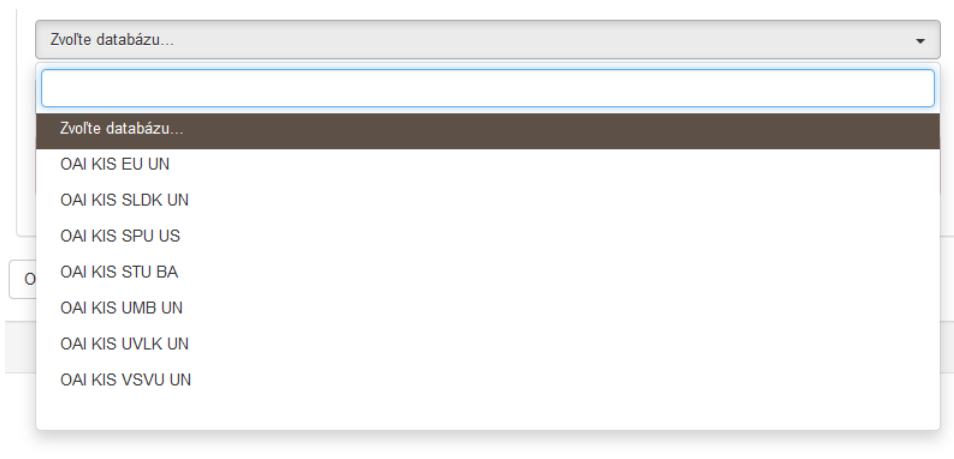 Zvoľte databázu...
Zvoľte databázu...
OAI KIS EU UN
OAI KIS SLDK UN
OAI KIS SPU US
OAI KIS STU BA
OAI KIS UMB UN
OAI KIS UVLK UN
OAI KIS VSVU UN